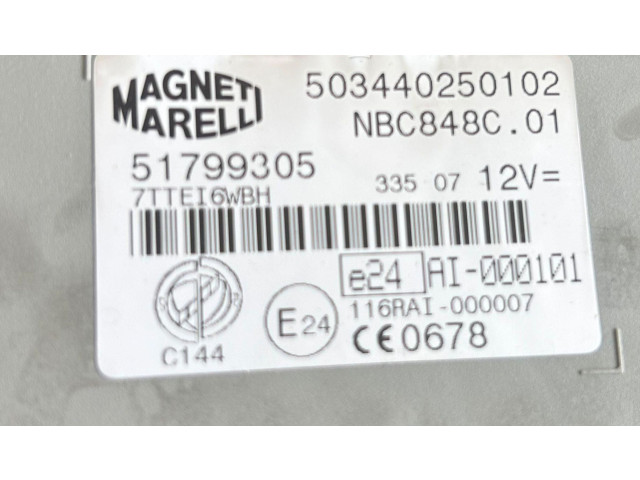 MAGNETI
MARELLI
503440250102
NBC848C.01
51799305
7TTEI6WBH
335 07 12V=
e24 AI-000101
116RAI-000007
E24
CE0678
C144